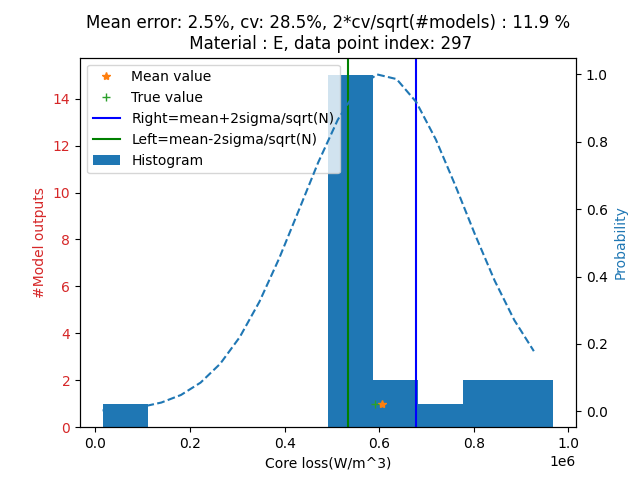 Mean error: 2.5%, cv: 28.5%, 2*cv/sqrt(#models) : 11.9 %
Material : E, data point index: 297
Mean value
True value
Right=mean+2sigma/sqrt(N)
Left=mean-2sigma/sqrt(N)
Histogram
#Model outputs
14
12
10
8
6
4
2
0
Probability
1.0
0.8
0.6
0.4
0.2
0.0
0.0 0.2 0.4 0.6 0.8 1.0
1e6
Core loss(W/m^3)